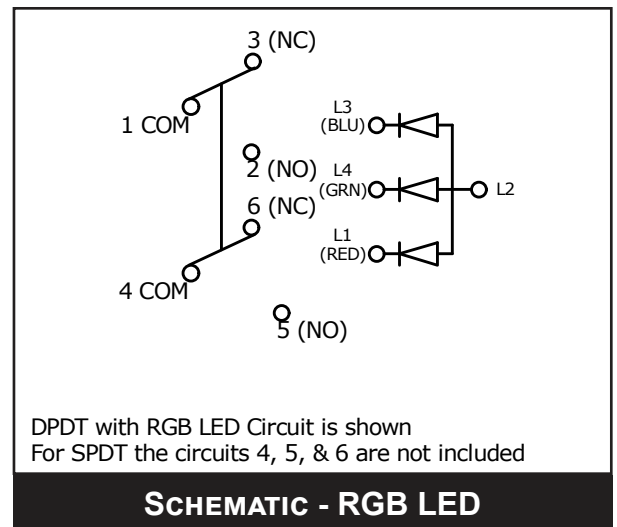 3 (NC)
1 COM
2 (NO)
6 (NC)
4 COM
5 (NO)
L3
(BLU)
L4
(GRN)
L1
(RED)
L2
DPDT with RGB LED Circuit is shown
For SPDT the circuits 4, 5, & 6 are not included
SCHEMATIC - RGB LED